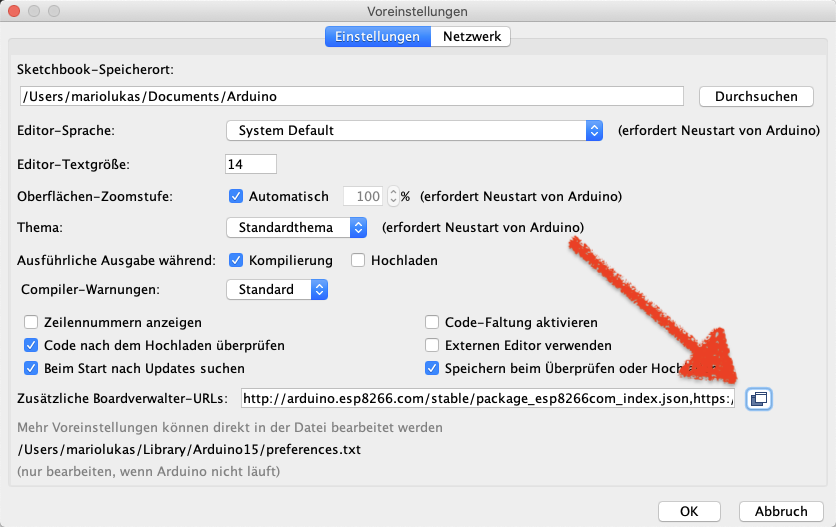 Voreinstellungen
Einstellungen Netzwerk
Sketchbook-Speicherort:
/Users/mariolukas/Documents/Arduino Durchsuchen
Editor-Sprache: System Default (erfordert Neustart von Arduino)
Editor-Textgröße: 14
Oberflächen-Zoomstufe: Automatisch 100 % (erfordert Neustart von Arduino)
Thema: Standardthema (erfordert Neustart von Arduino)
Ausführliche Ausgabe während: Kompilierung Hochladen
Compiler-Warnungen: Standard
Zeilennummern anzeigen Code-Faltung aktivieren
Code nach dem Hochladen überprüfen Externen Editor verwenden
Beim Start nach Updates suchen Speichern beim Überprüfen oder
Zusätzliche Boardverwalter-URLs: http://arduino.esp8266.com/stable/package_esp8266com_index.json,https:/
Mehr Voreinstellungen können direkt in der Datei bearbeitet werden
/Users/mariolukas/Library/Arduino15/preferences.txt
(nur bearbeiten, wenn Arduino nicht läuft)
OK Abbruch